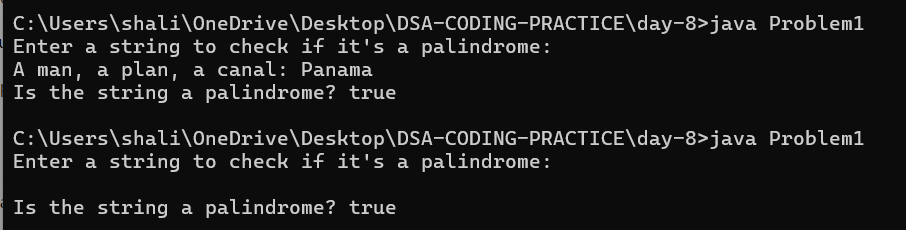 C:\Users\shali\OneDrive\Desktop\DSA-CODING-PRACTICE\day-8>java Problem1
Enter a string to check if it's a palindrome:
A man, a plan, a canal: Panama
Is the string a palindrome? true
C:\Users\shali\OneDrive\Desktop\DSA-CODING-PRACTICE\day-8>java Problem1
Enter a string to check if it's a palindrome:
Is the string a palindrome? true